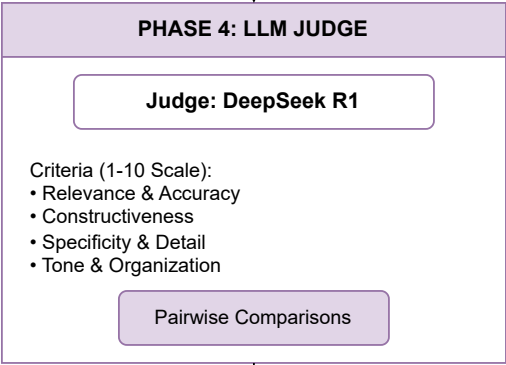 PHASE 4: LLM JUDGE
Judge: DeepSeek R1
Criteria (1-10 Scale):
• Relevance & Accuracy
• Constructiveness
• Specificity & Detail
• Tone & Organization
Pairwise Comparisons